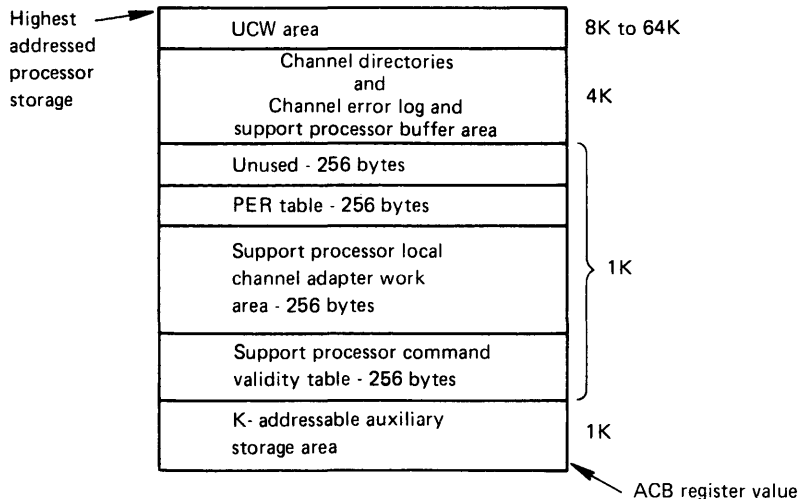 Highest
addressed
processor
storage
UCW area
8K to 64K
Channel directories
and
Channel error log and
support processor buffer area
4K
Unused - 256 bytes
PER table - 256 bytes
Support processor local
channel adapter work
area - 256 bytes
1K
Support processor command
validity table - 256 bytes
K- addressable auxiliary
storage area
1K
ACB register value